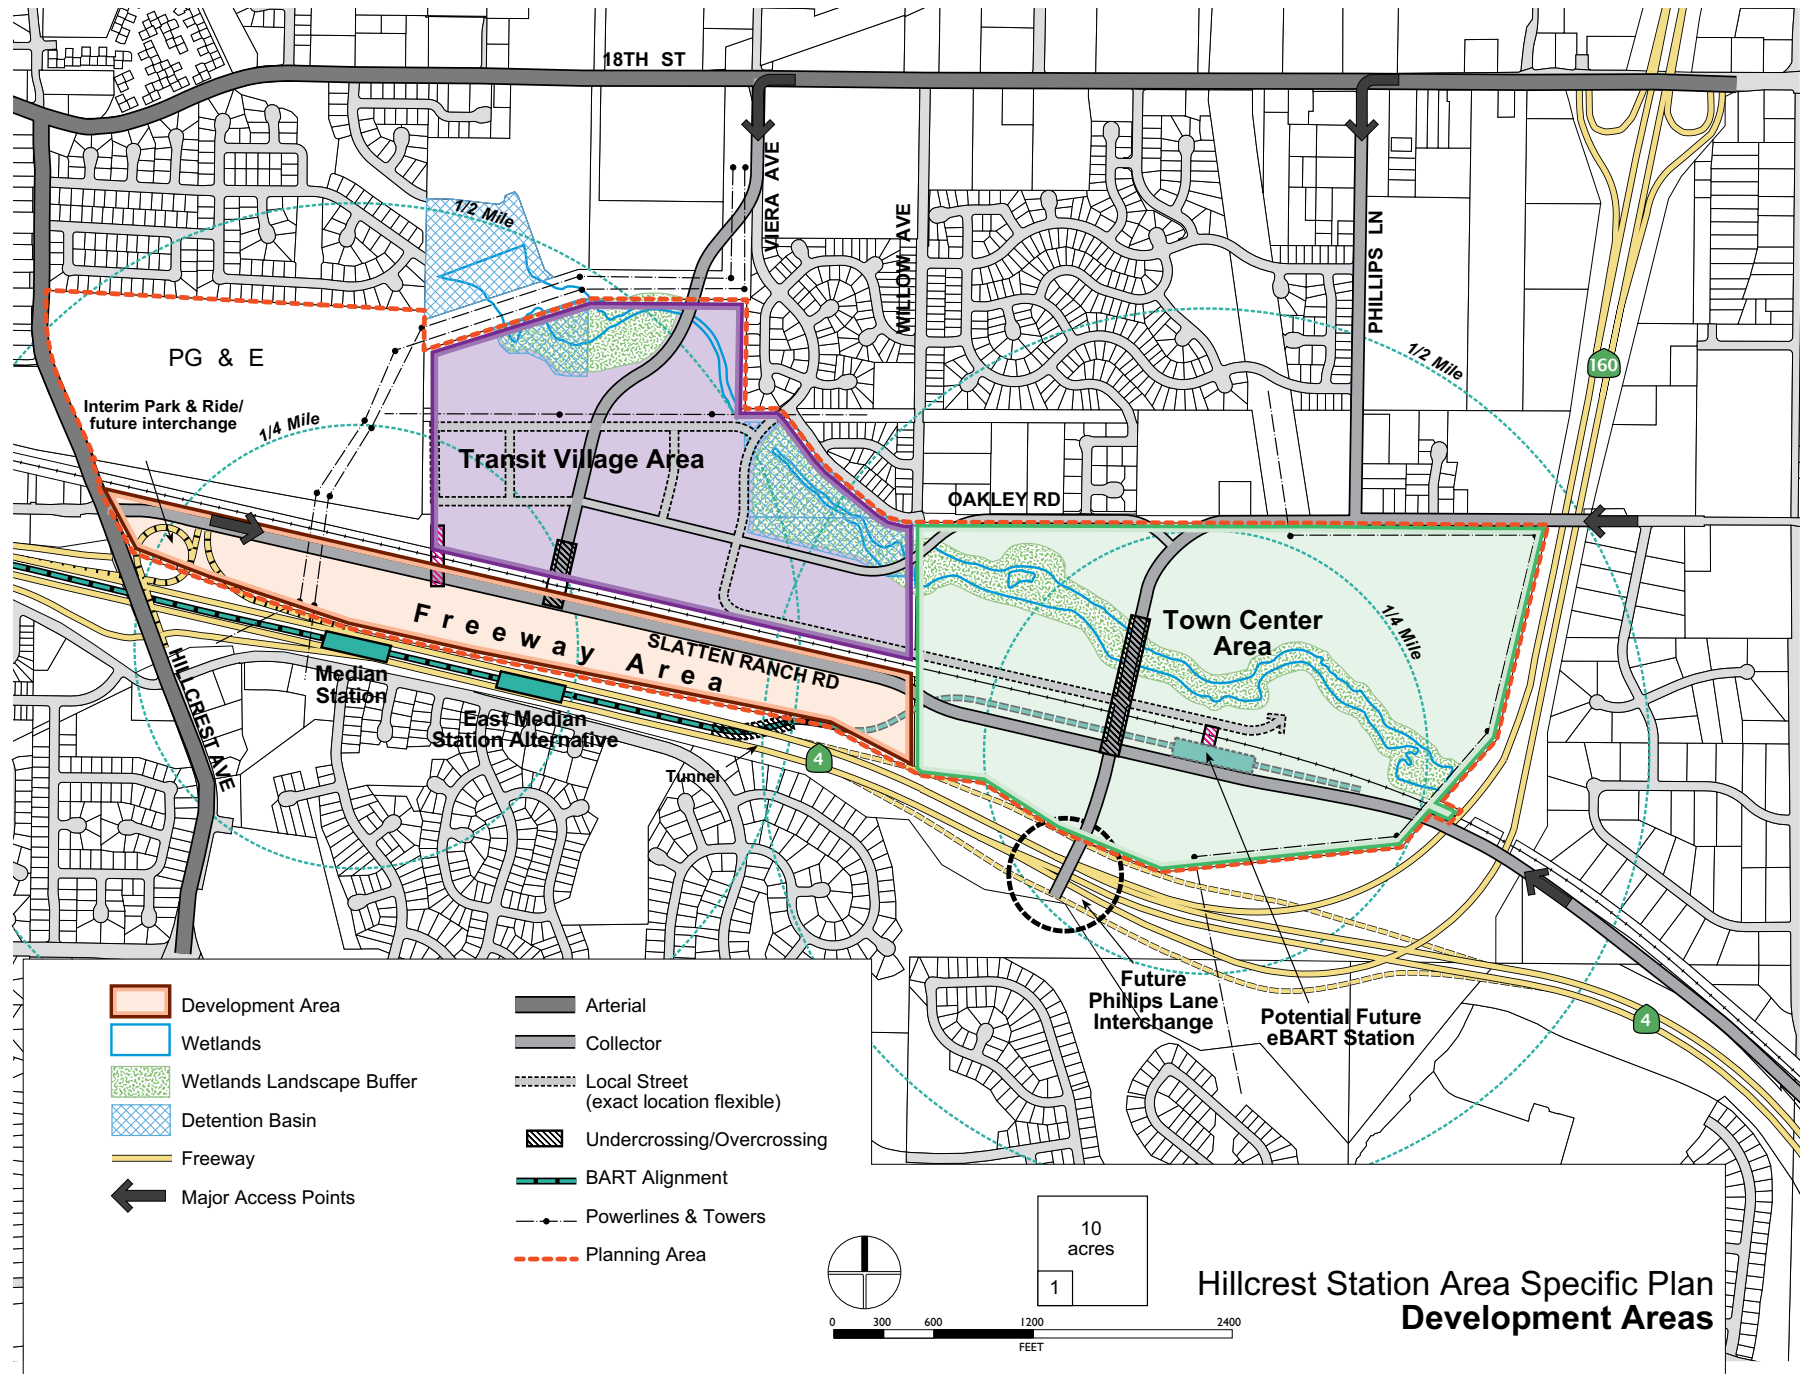 18TH ST
1/2 Mile
VIERA AVE
WILLOW AVE
PHILLIPS LN
PG & E
160
1/2 Mile
Interim Park & Ride/
future interchange
1/4 Mile
Transit Village Area
OAKLEY RD
Freeway Area
SLATTEN RANCH RD
Town Center
Area
1/4 Mile
HILLCREST AVE
Median
Station
East Median
Station Alternative
Tunnel
4
Future
Phillips Lane
Interchange
Potential Future
eBART Station
4
Development Area
Wetlands
Wetlands Landscape Buffer
Detention Basin
Freeway
Major Access Points
Arterial
Collector
Local Street
(exact location flexible)
Undercrossing/Overcrossing
BART Alignment
Powerlines & Towers
Planning Area
10
acres
1
0 300 600 1200 2400
FEET
Hillcrest Station Area Specific Plan
Development Areas